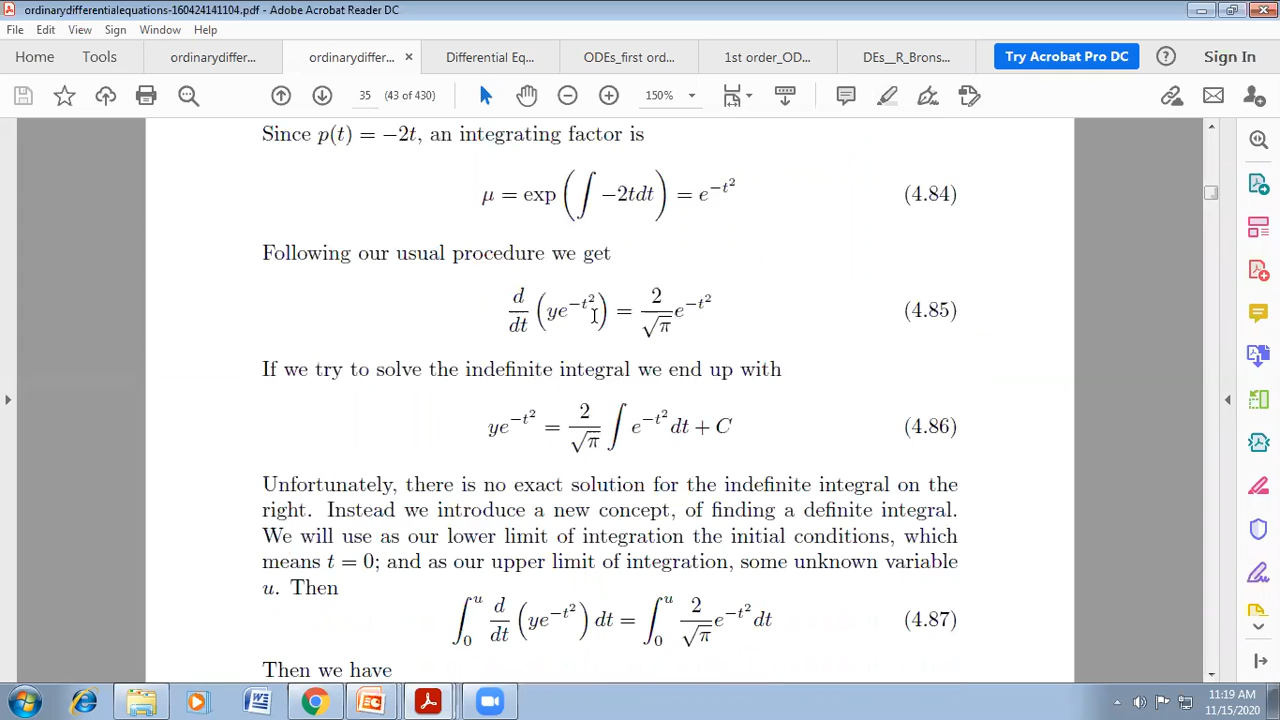 ordinarydifferentialequations-160424141104.pdf - Adobe Acrobat Reader DC
File Edit View Sign Window Help
Home Tools ordinarydiffer... ordinarydiffer... × Differential Eq... ODEs_first ord... 1st order_OD... DEs__R_Brons... Try Acrobat Pro DC Sign In
35 (43 of 430) 150%
Since p(t) = −2t, an integrating factor is
μ = exp (∫ −2tdt) = e^{−t²} (4.84)
Following our usual procedure we get
d/dt (ye^{−t²}) = 2/√π e^{−t²} (4.85)
If we try to solve the indefinite integral we end up with
ye^{−t²} = 2/√π ∫ e^{−t²} dt + C (4.86)
Unfortunately, there is no exact solution for the indefinite integral on the
right. Instead we introduce a new concept, of finding a definite integral.
We will use as our lower limit of integration the initial conditions, which
means t = 0; and as our upper limit of integration, some unknown variable
u. Then
∫₀ᵘ d/dt (ye^{−t²}) dt = ∫₀ᵘ 2/√π e^{−t²} dt (4.87)
Then we have
11:19 AM
11/15/2020